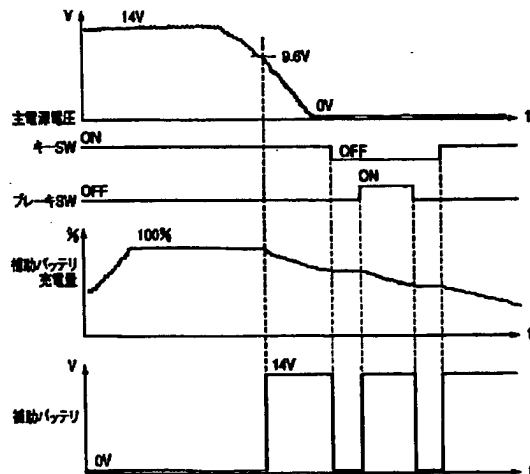 V
14V
9.6V
0V
t
主電源電圧
キーSW
ON
OFF
ブレーキSW
OFF
ON
%
100%
補助バッテリ
充電量
t
V
14V
補助バッテリ
0V
t